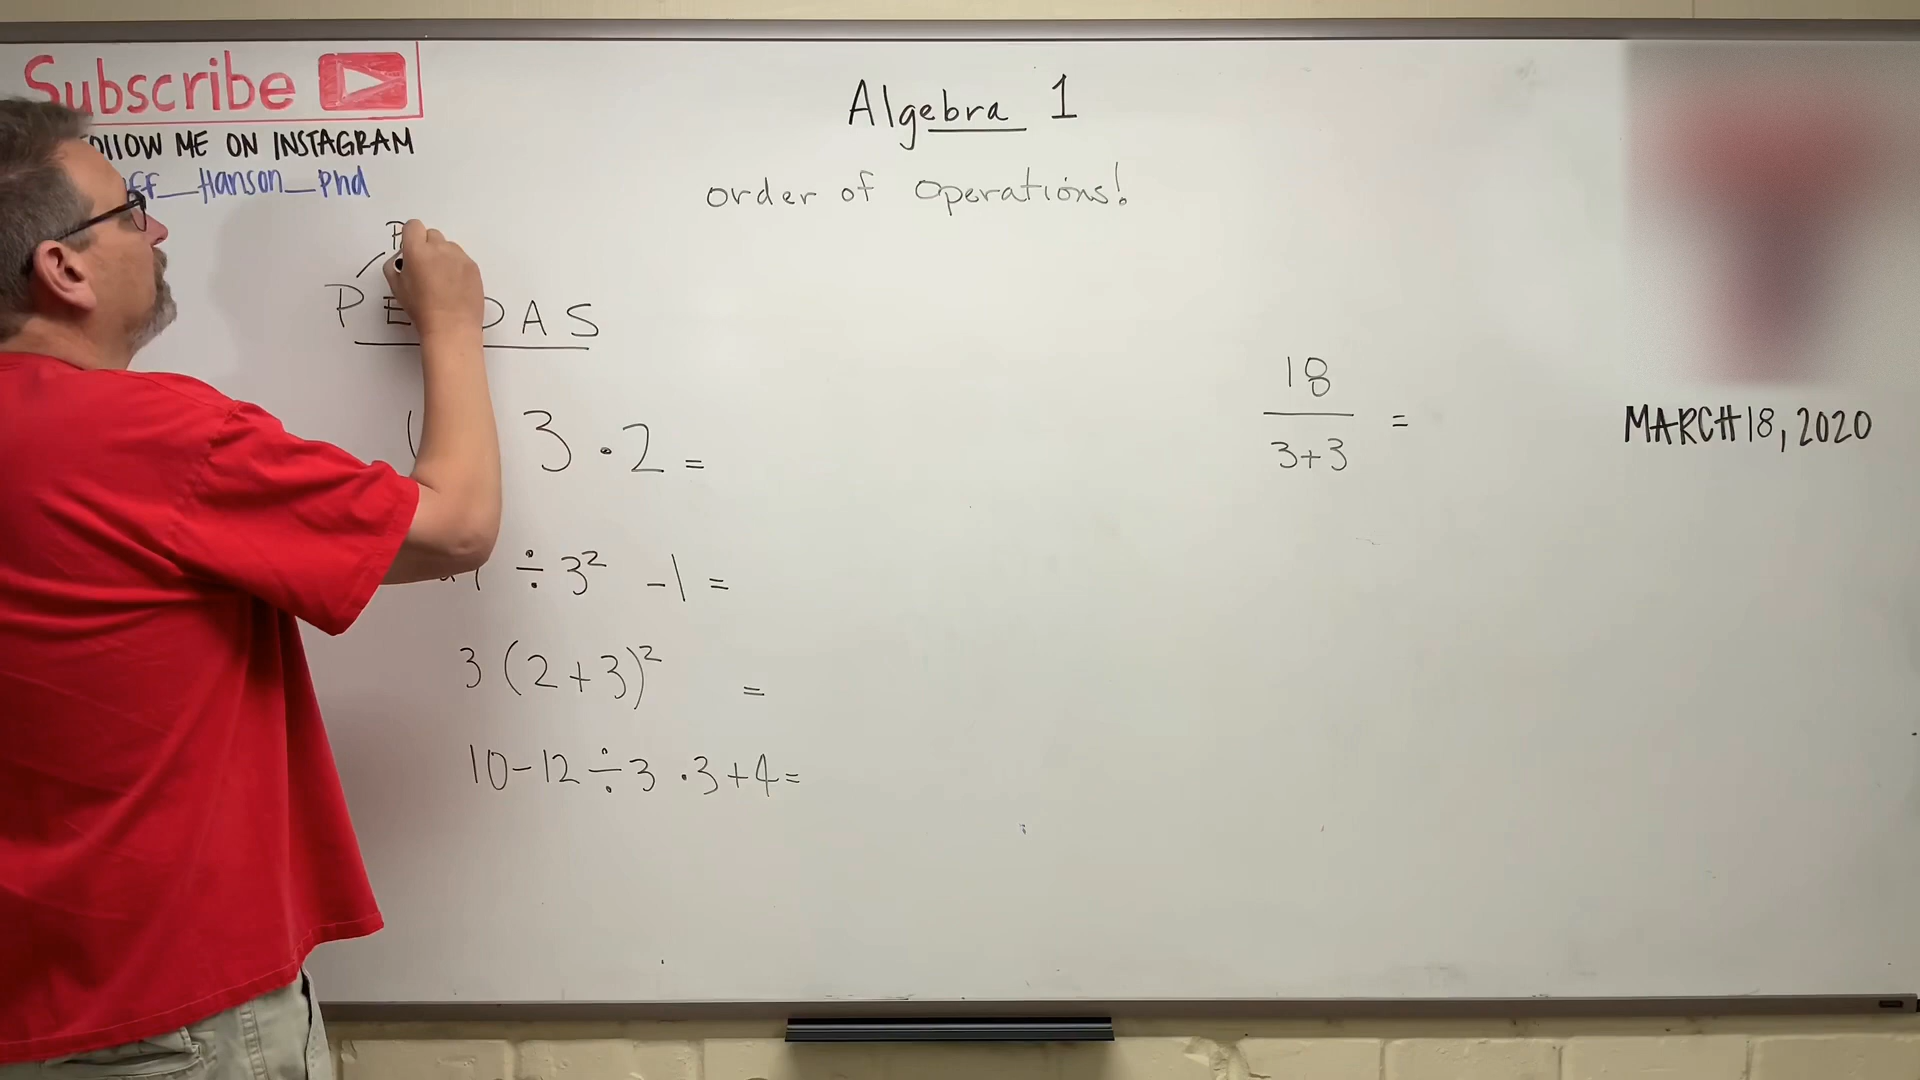 Subscribe
FOLLOW ME ON INSTAGRAM
ff_Hanson_phd
Algebra 1
order of Operations!
P
P E D A S
3 · 2 =
÷ 3² - 1 =
3 (2 + 3)² =
10 - 12 ÷ 3 · 3 + 4 =
18
3 + 3 =
MARCH 18, 2020